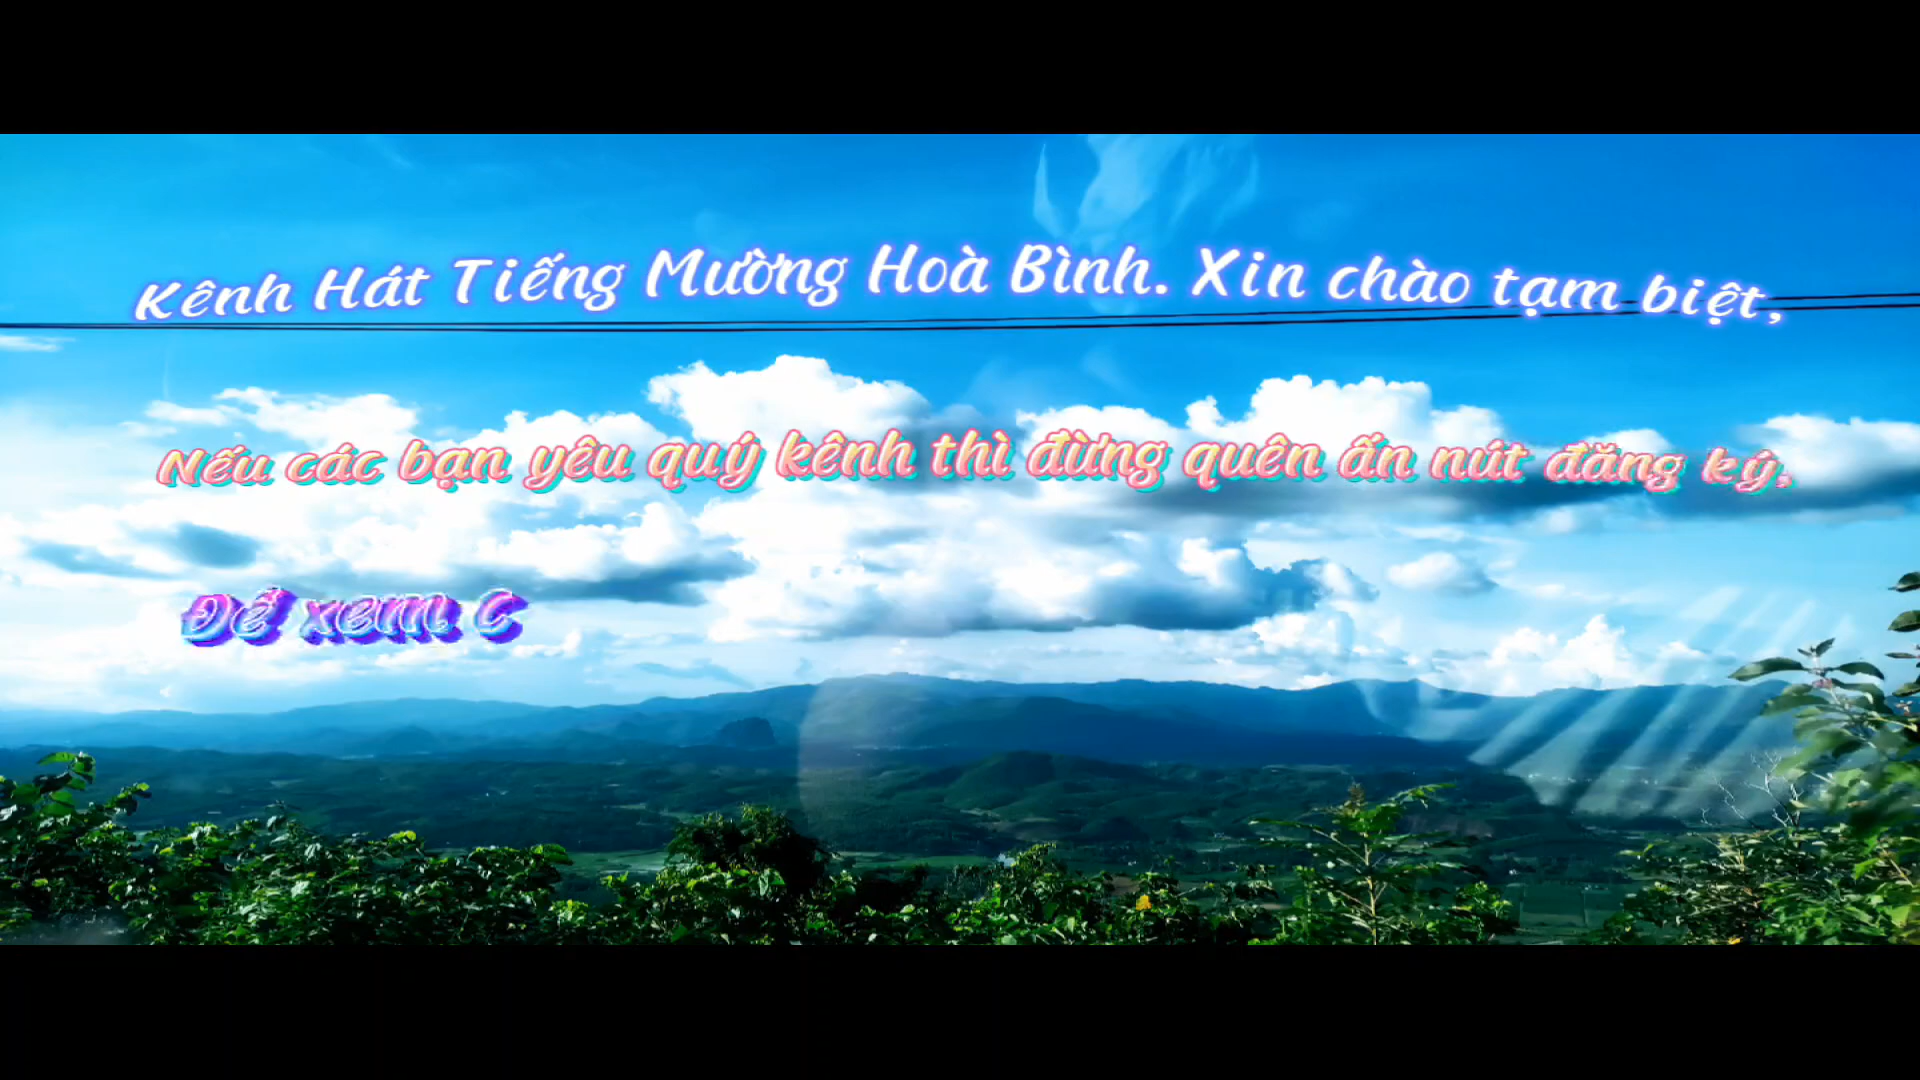 Kênh Hát Tiếng Mường Hoà Bình. Xin chào tạm biệt,
Nếu các bạn yêu quý kênh thì đừng quên ấn nút đăng ký.
Để xem c